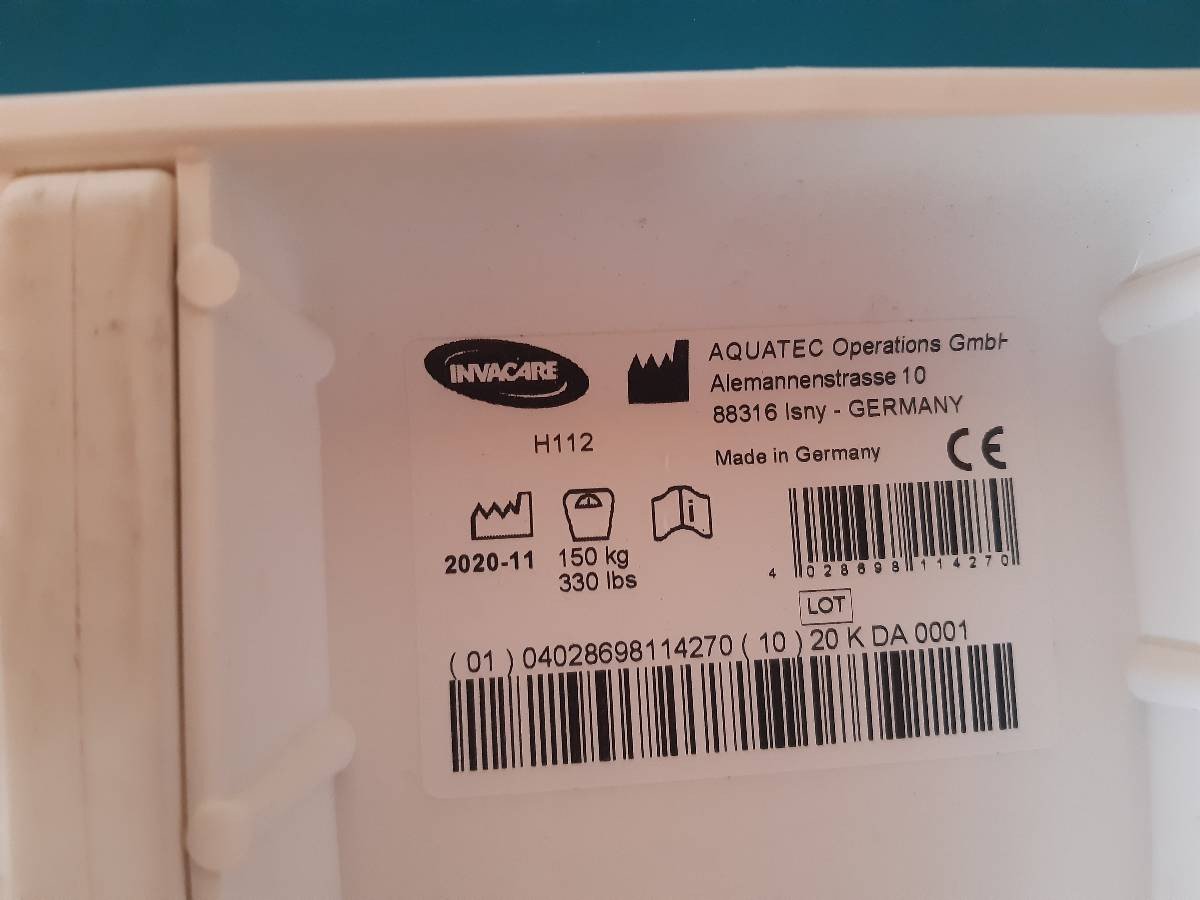 INVACARE
AQUATEC Operations GmbH
Alemannenstrasse 10
88316 Isny - GERMANY
H112
Made in Germany
CE
i
2020-11
150 kg
330 lbs
4 028698 114270
LOT
( 01 ) 04028698114270 ( 10 ) 20 K DA 0001